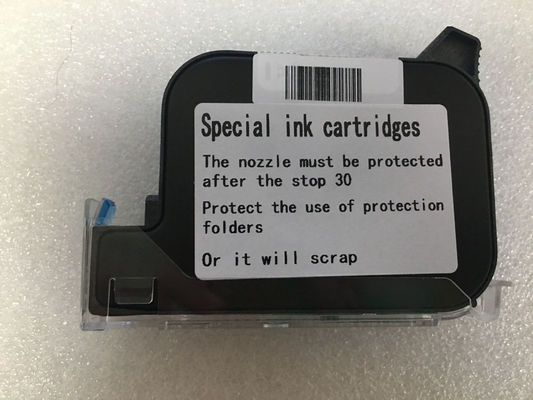 Special ink cartridges
The nozzle must be protected
after the stop 30
Protect the use of protection
folders
Or it will scrap